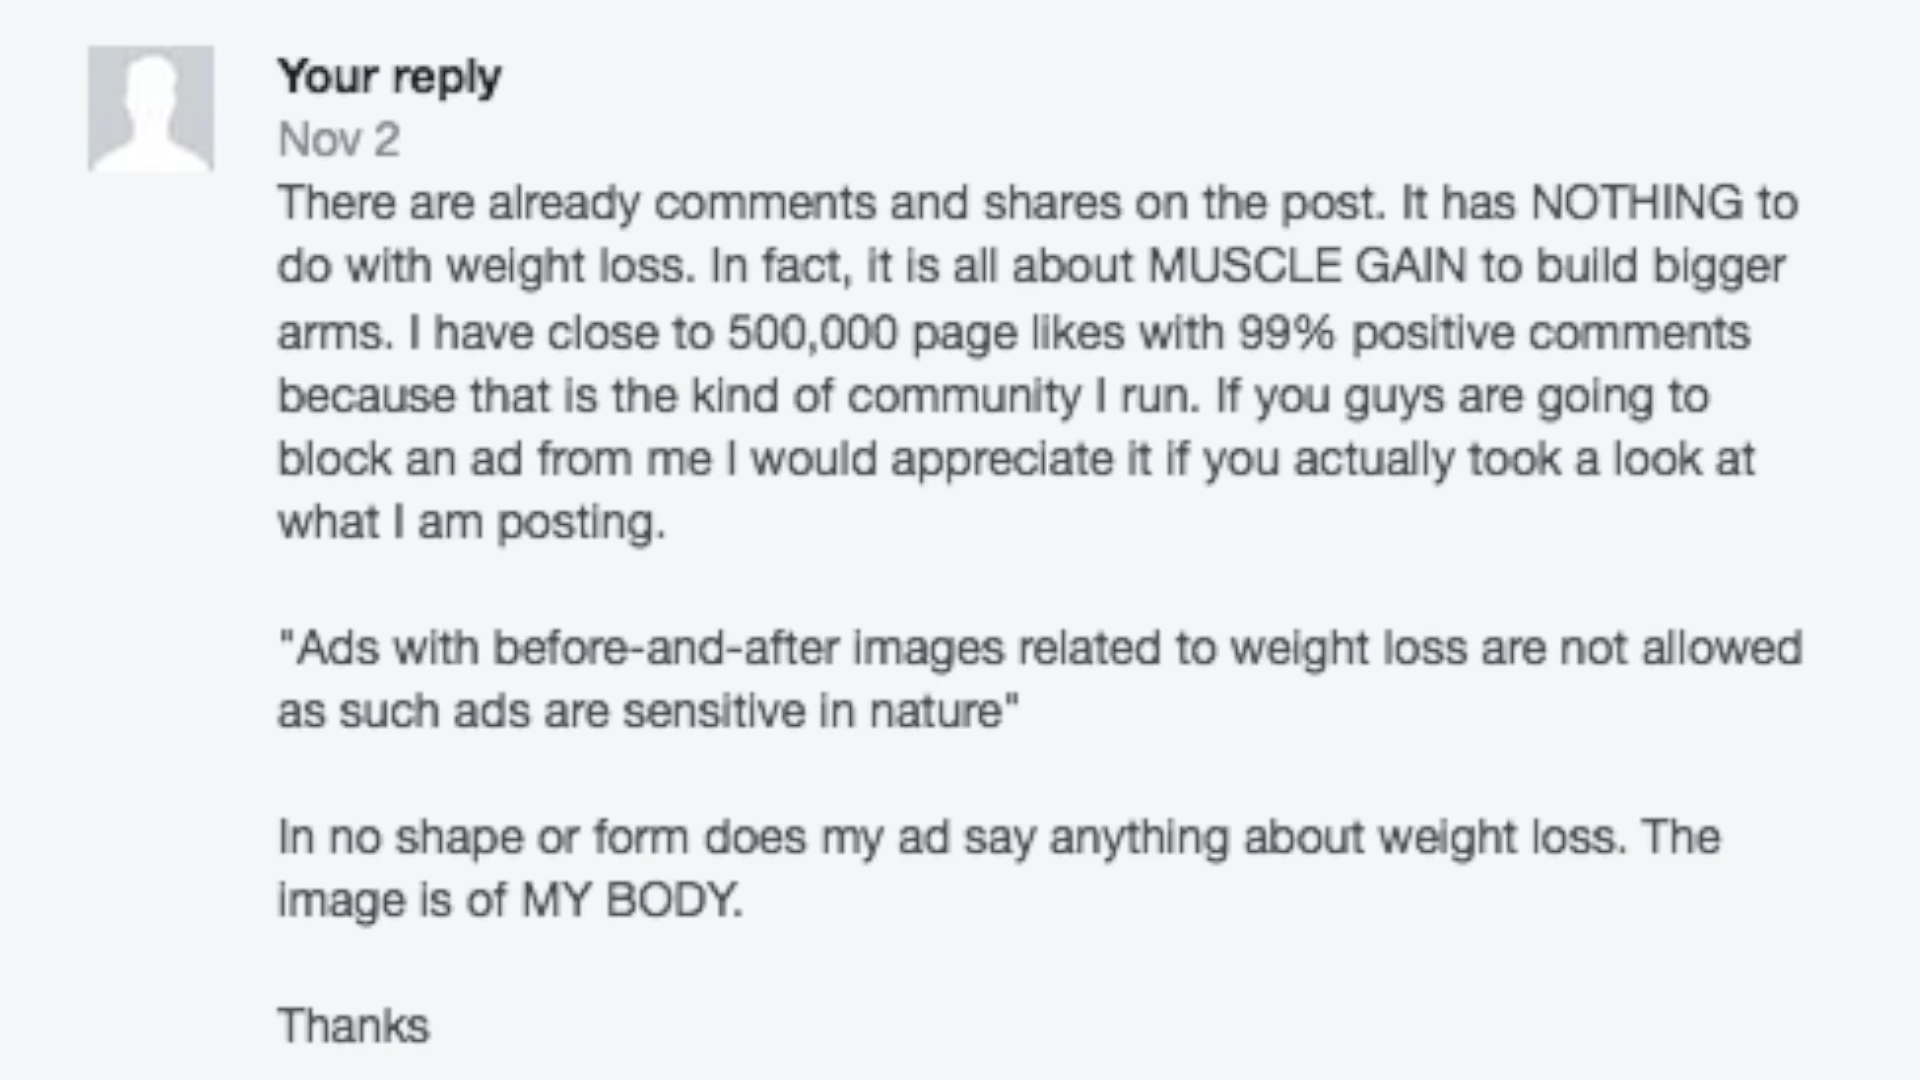 Your reply
Nov 2
There are already comments and shares on the post. It has NOTHING to
do with weight loss. In fact, it is all about MUSCLE GAIN to build bigger
arms. I have close to 500,000 page likes with 99% positive comments
because that is the kind of community I run. If you guys are going to
block an ad from me I would appreciate it if you actually took a look at
what I am posting.
"Ads with before-and-after images related to weight loss are not allowed
as such ads are sensitive in nature"
In no shape or form does my ad say anything about weight loss. The
image is of MY BODY.
Thanks